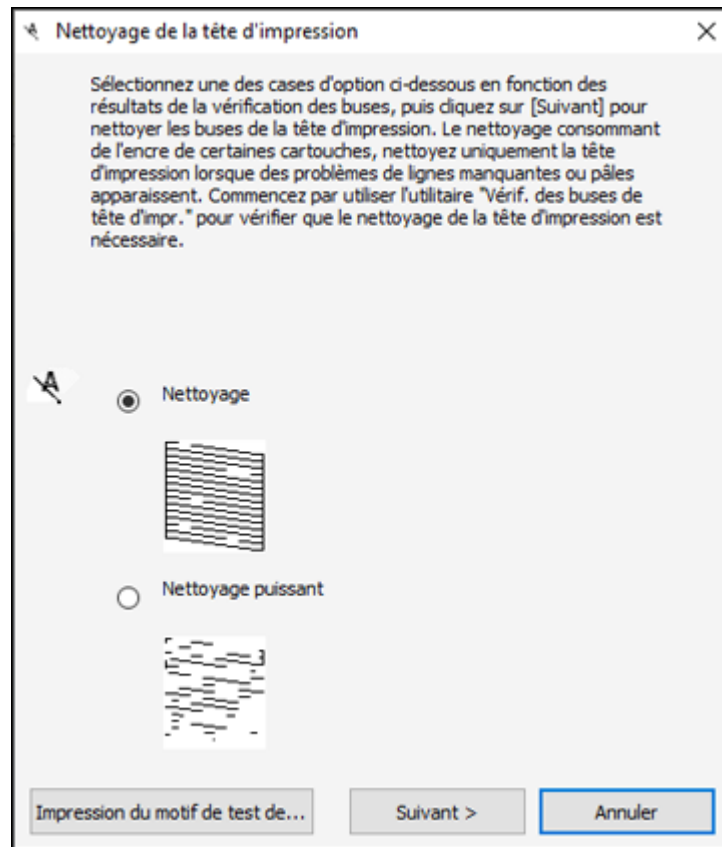 Nettoyage de la tête d'impression
Sélectionnez une des cases d'option ci-dessous en fonction des
résultats de la vérification des buses, puis cliquez sur [Suivant] pour
nettoyer les buses de la tête d'impression. Le nettoyage consommant
de l'encre de certaines cartouches, nettoyez uniquement la tête
d'impression lorsque des problèmes de lignes manquantes ou pâles
apparaissent. Commencez par utiliser l'utilitaire "Vérif. des buses de
tête d'impr." pour vérifier que le nettoyage de la tête d'impression est
nécessaire.
A
Nettoyage
Nettoyage puissant
Impression du motif de test de...
Suivant >
Annuler